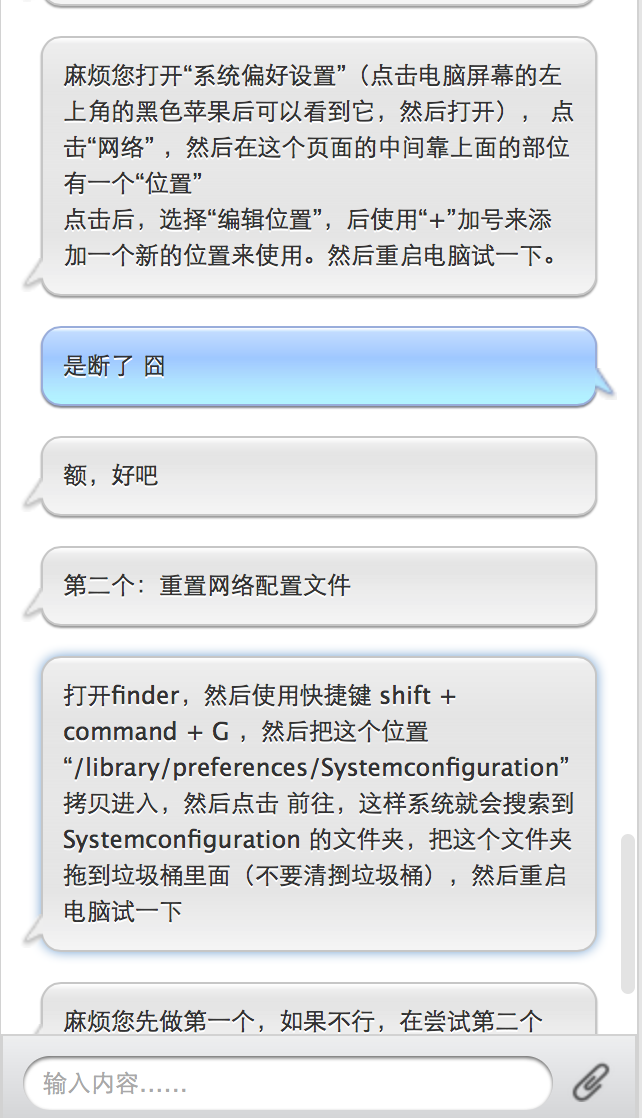 麻烦您打开“系统偏好设置”（点击电脑屏幕的左
上角的黑色苹果后可以看到它，然后打开）， 点
击“网络” ，然后在这个页面的中间靠上面的部位
有一个“位置”
点击后，选择“编辑位置”，后使用“+”加号来添
加一个新的位置来使用。然后重启电脑试一下。
是断了 囧
额，好吧
第二个：重置网络配置文件
打开finder，然后使用快捷键 shift +
command + G ，然后把这个位置
“/library/preferences/Systemconfiguration”
拷贝进入，然后点击 前往，这样系统就会搜索到
Systemconfiguration 的文件夹，把这个文件夹
拖到垃圾桶里面（不要清捯垃圾桶），然后重启
电脑试一下
麻烦您先做第一个，如果不行，在尝试第二个
输入内容……